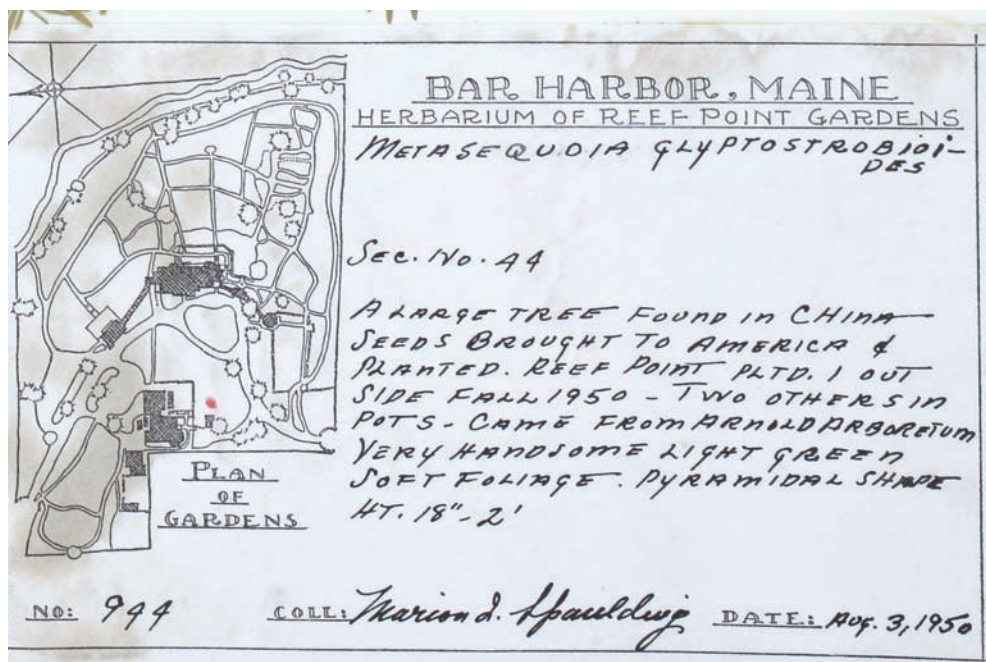 BAR HARBOR, MAINE
HERBARIUM OF REEF POINT GARDENS
METASEQUOIA GLYPTOSTROBIOI-
DES
SEC. NO. 44
A LARGE TREE FOUND IN CHINA
SEEDS BROUGHT TO AMERICA &
PLANTED. REEF POINT PLTD. 1 OUT
SIDE FALL 1950 - TWO OTHERS IN
POTS - CAME FROM ARNOLD ARBORETUM
VERY HANDSOME LIGHT GREEN
SOFT FOLIAGE. PYRAMIDAL SHAPE
HT. 18" - 2'
PLAN
OF
GARDENS
NO: 944 COLL: Marion I. Spaulding DATE: AUG. 3, 1950